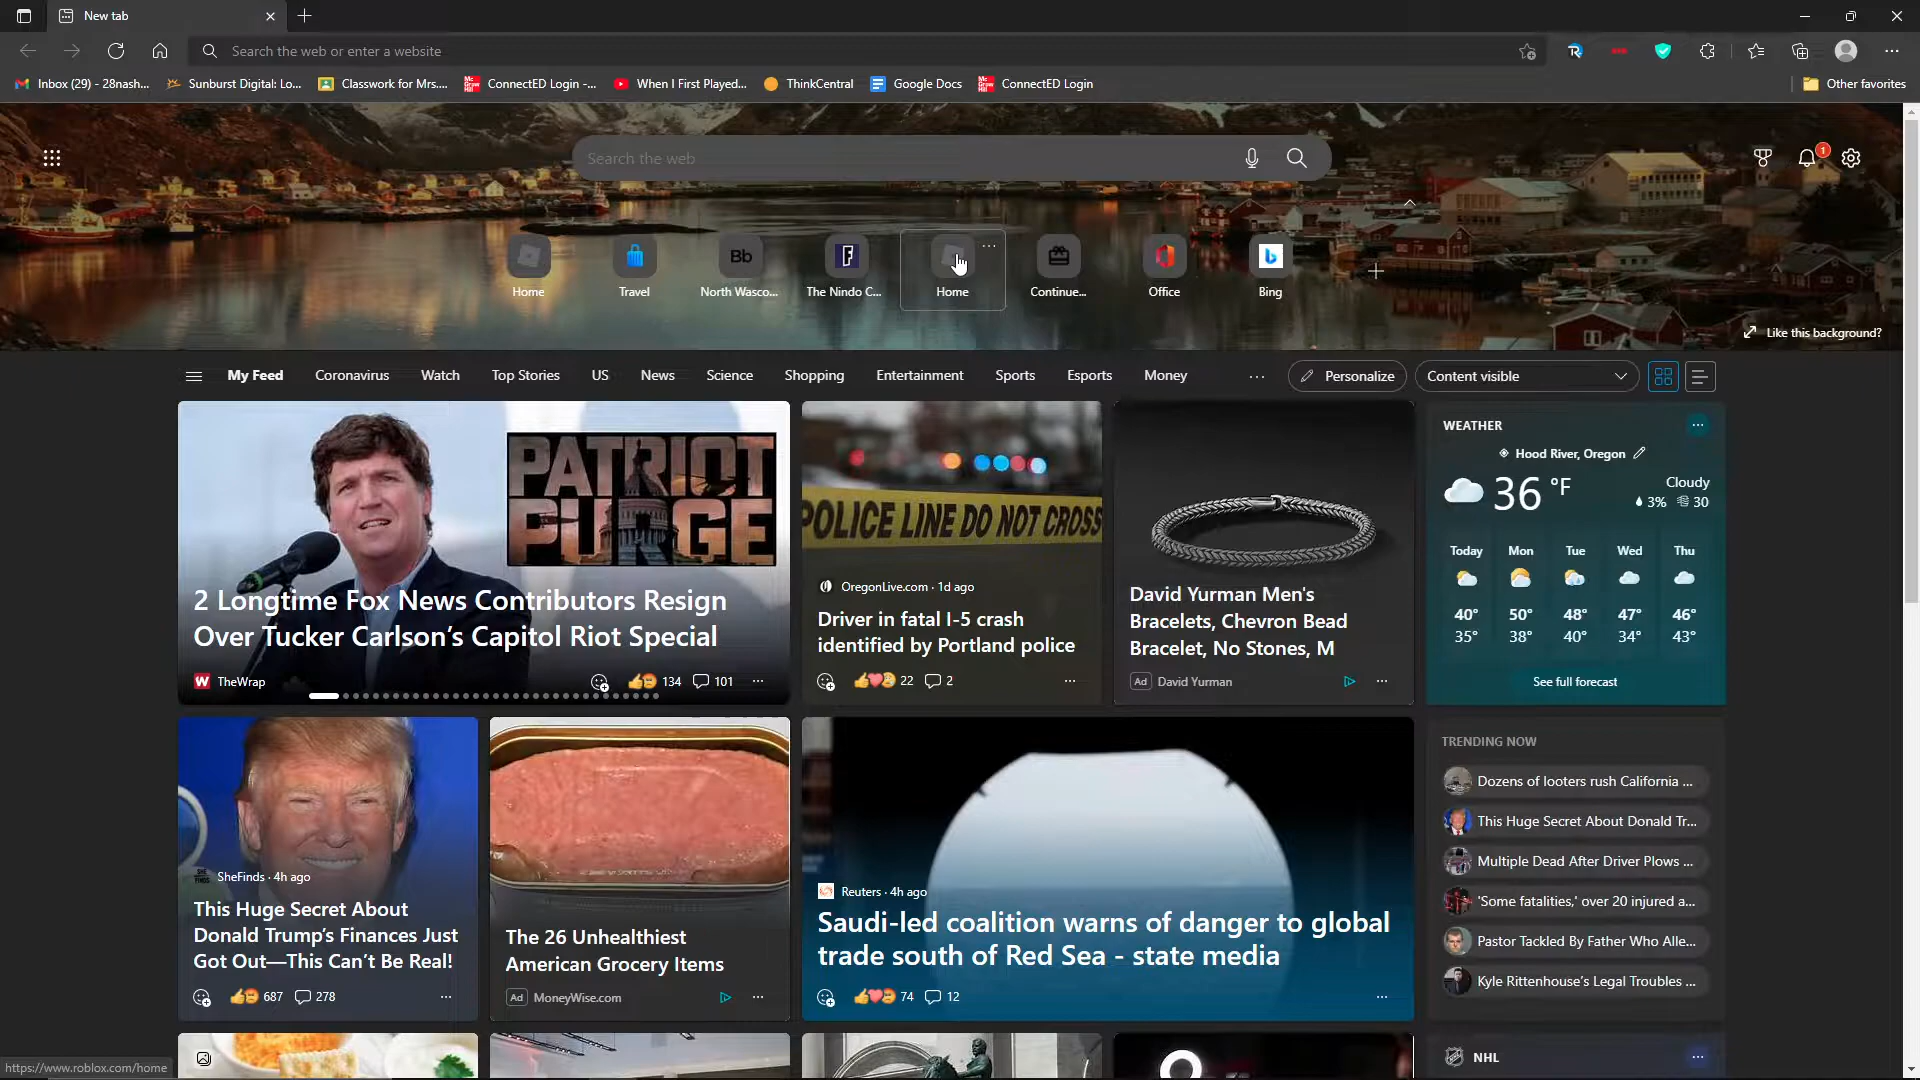 New tab
Search the web or enter a website
Inbox (29) - 28nash...
Sunburst Digital: Lo...
Classwork for Mrs....
ConnectED Login -...
When I First Played...
ThinkCentral
Google Docs
ConnectED Login
Other favorites
Search the web
1
Bb
Home
Travel
North Wasco...
The Nindo C...
Home
Continue...
Office
Bing
Like this background?
My Feed
Coronavirus
Watch
Top Stories
US
News
Science
Shopping
Entertainment
Sports
Esports
Money
Personalize
Content visible
PATRIOT
PURGE
2 Longtime Fox News Contributors Resign
Over Tucker Carlson's Capitol Riot Special
TheWrap
134
101
POLICE LINE DO NOT CROSS
OregonLive.com · 1d ago
Driver in fatal I-5 crash
identified by Portland police
22
2
David Yurman Men's
Bracelets, Chevron Bead
Bracelet, No Stones, M
Ad David Yurman
WEATHER
Hood River, Oregon
36 °F
Cloudy
3% 30
Today Mon Tue Wed Thu
40° 50° 48° 47° 46°
35° 38° 40° 34° 43°
See full forecast
SheFinds · 4h ago
This Huge Secret About
Donald Trump's Finances Just
Got Out—This Can't Be Real!
687
278
The 26 Unhealthiest
American Grocery Items
Ad MoneyWise.com
Reuters · 4h ago
Saudi-led coalition warns of danger to global
trade south of Red Sea - state media
74
12
TRENDING NOW
Dozens of looters rush California ...
This Huge Secret About Donald Tr...
Multiple Dead After Driver Plows ...
'Some fatalities,' over 20 injured a...
Pastor Tackled By Father Who Alle...
Kyle Rittenhouse's Legal Troubles ...
NHL
https://www.roblox.com/home